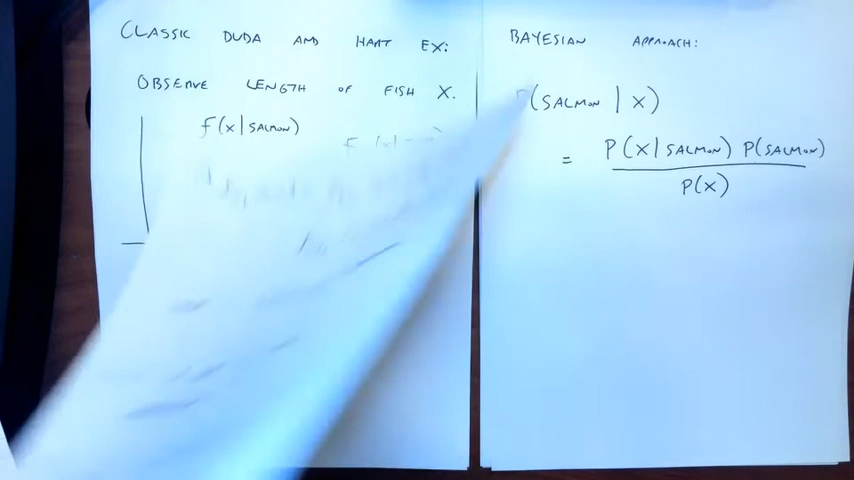 CLASSIC DUDA AND HART EX:
OBSERVE LENGTH OF FISH X.
f(x|SALMON)
BAYESIAN APPROACH:
(SALMON | X)
= P(X|SALMON) P(SALMON)
P(X)